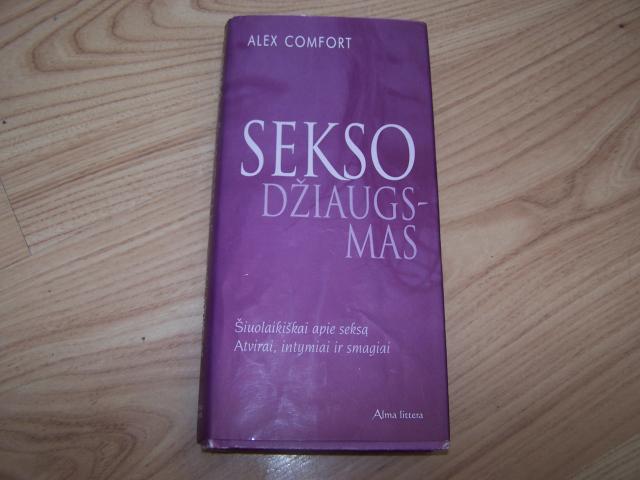 ALEX COMFORT
SEKSO
DŽIAUGS-
MAS
Šiuolaikiškai apie seksą
Atvirai, intymiai ir smagiai
Alma littera